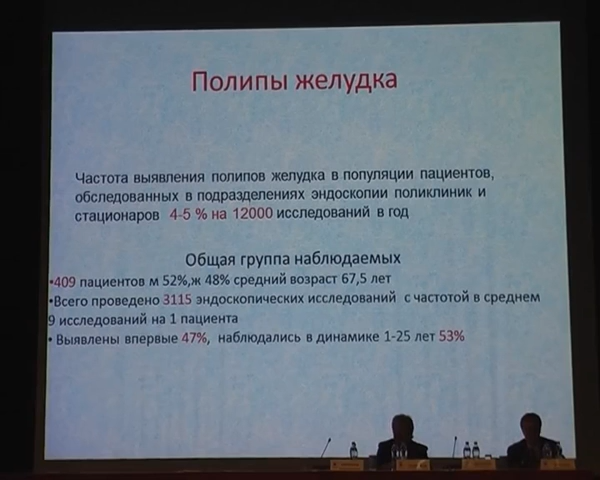 Полипы желудка
Частота выявления полипов желудка в популяции пациентов,
обследованных в подразделениях эндоскопии поликлиник и
стационаров 4-5 % на 12000 исследований в год
Общая группа наблюдаемых
•409 пациентов м 52%,ж 48% средний возраст 67,5 лет
•Всего проведено 3115 эндоскопических исследований с частотой в среднем
9 исследований на 1 пациента
• Выявлены впервые 47%, наблюдались в динамике 1-25 лет 53%